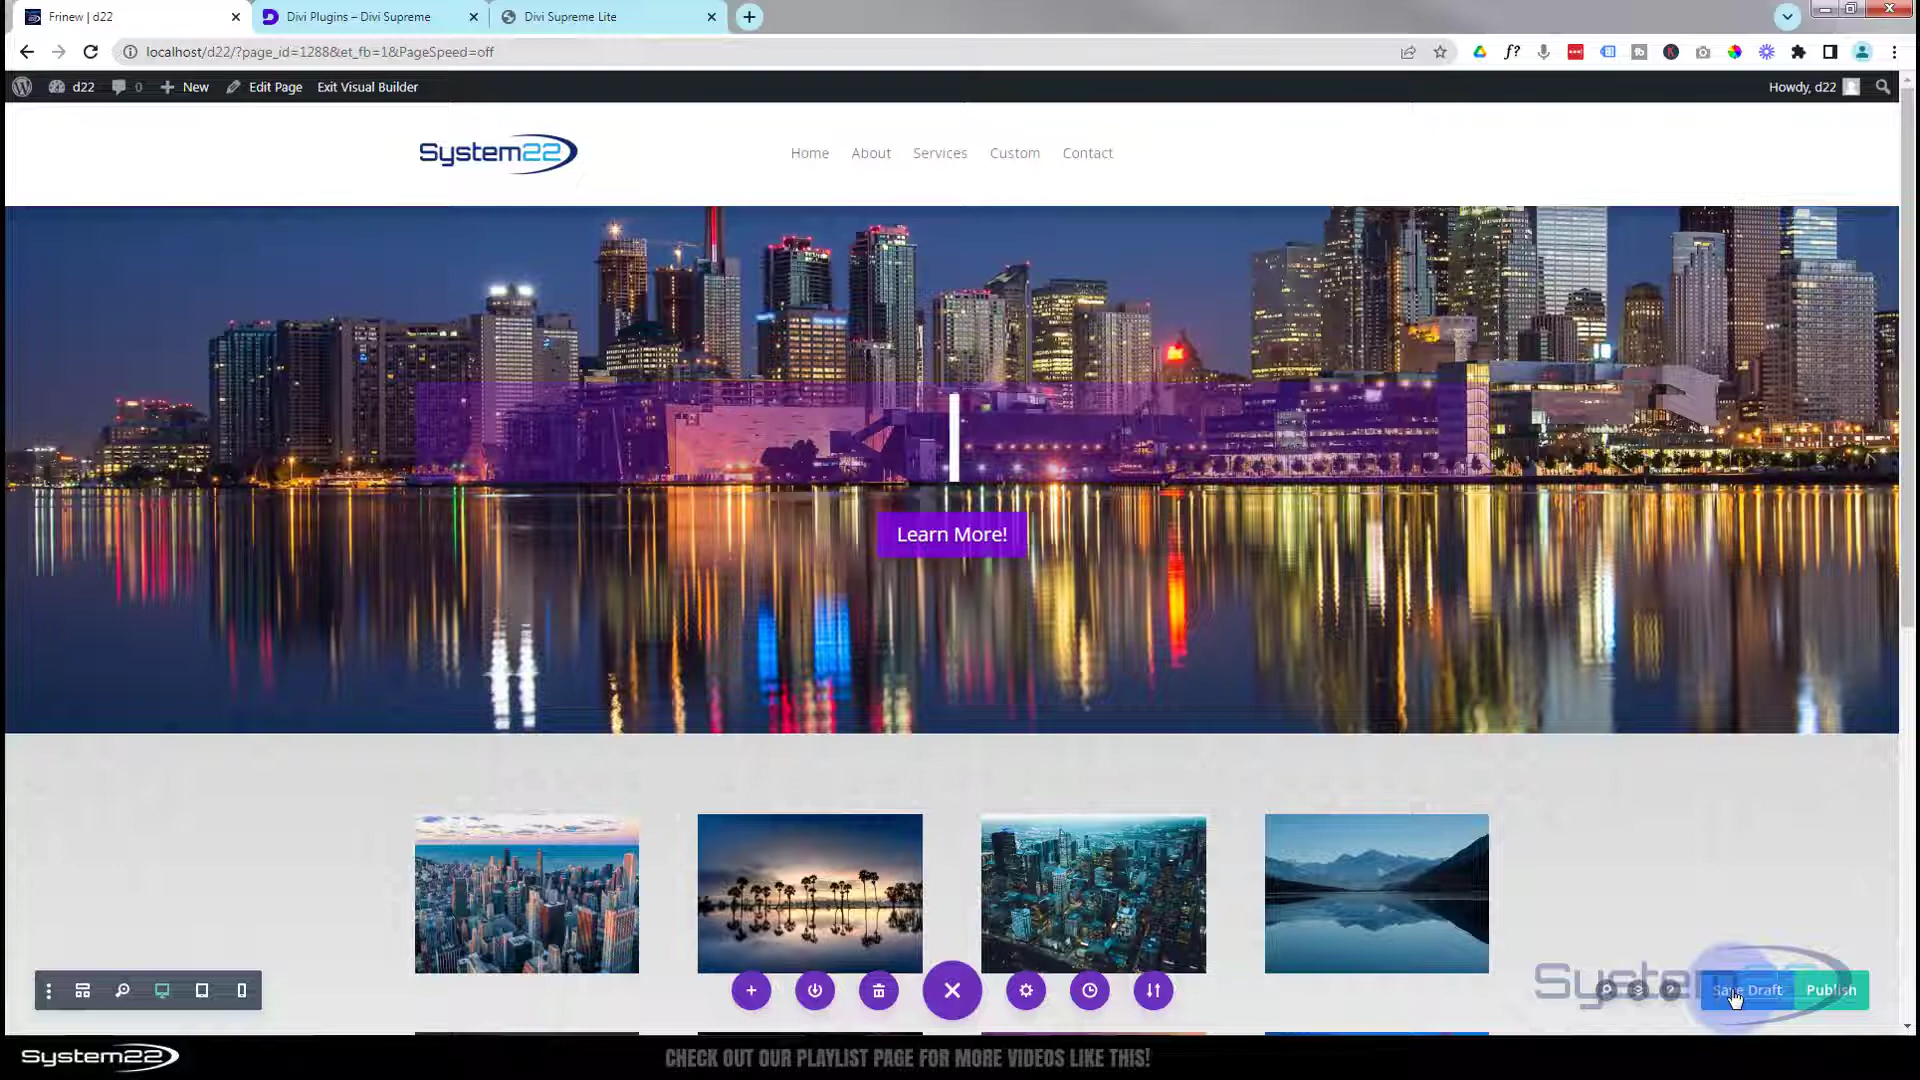 Frinew | d22
Divi Plugins – Divi Supreme
Divi Supreme Lite
localhost/d22/?page_id=1288&et_fb=1&PageSpeed=off
d22
0
New
Edit Page
Exit Visual Builder
Howdy, d22
System22
Home
About
Services
Custom
Contact
Learn More!
System22
Save Draft
Publish
System22
CHECK OUT OUR PLAYLIST PAGE FOR MORE VIDEOS LIKE THIS!